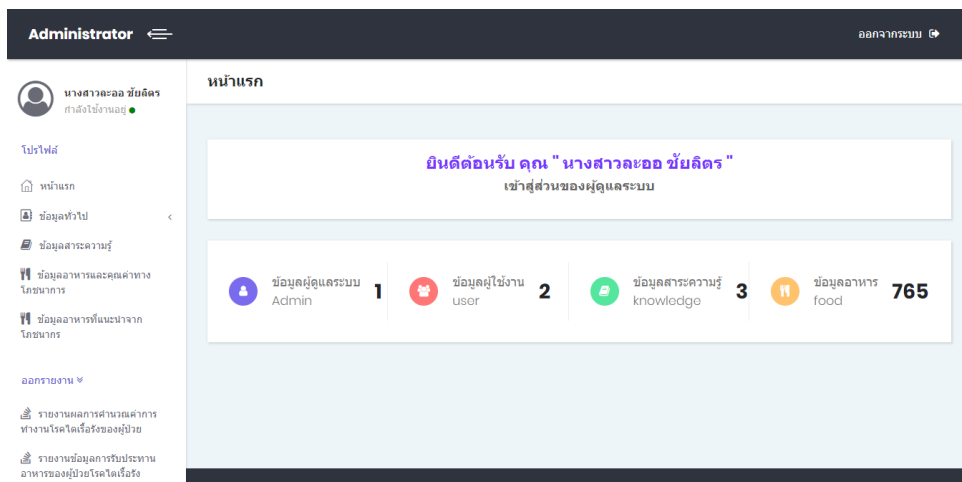 Administrator
ออกจากระบบ
นางสาวละออ ชัยลิตร
กำลังใช้งานอยู่
หน้าแรก
โปรไฟล์
หน้าแรก
ข้อมูลทั่วไป
ข้อมูลสาระความรู้
ข้อมูลอาหารและคุณค่าทาง
โภชนาการ
ข้อมูลอาหารที่แนะนำจาก
โภชนากร
ออกรายงาน
รายงานผลการคำนวณค่าการ
ทำงานโรคไตเรื้อรังของผู้ป่วย
รายงานข้อมูลการรับประทาน
อาหารของผู้ป่วยโรคไตเรื้อรัง
ยินดีต้อนรับ คุณ " นางสาวละออ ชัยลิตร "
เข้าสู่ส่วนของผู้ดูแลระบบ
ข้อมูลผู้ดูแลระบบ
Admin
1
ข้อมูลผู้ใช้งาน
user
2
ข้อมูลสาระความรู้
knowledge
3
ข้อมูลอาหาร
food
765